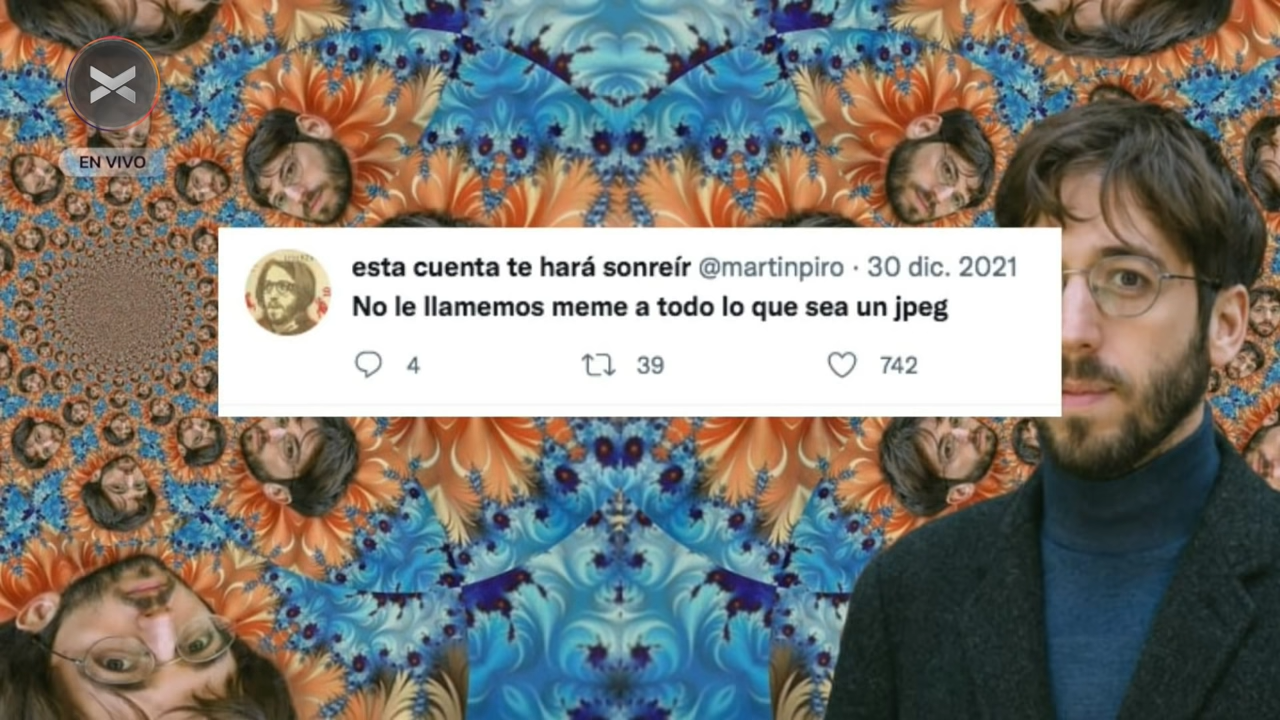 EN VIVO
esta cuenta te hará sonreír @martinpiro · 30 dic. 2021
No le llamemos meme a todo lo que sea un jpeg
4 39 742